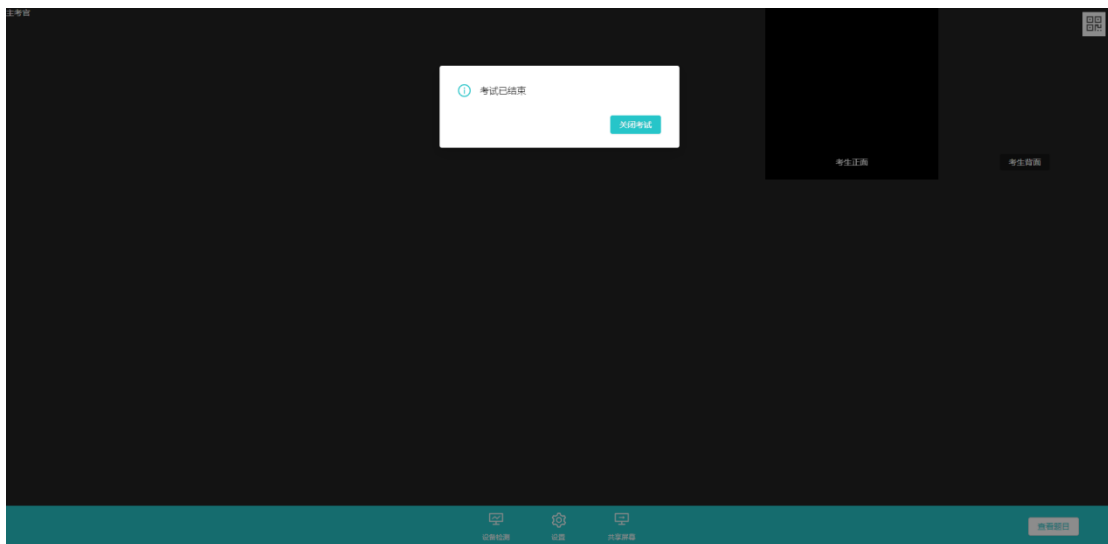 主考官
考试已结束
关闭考试
考生正面
考生背面
设备检测
设置
共享屏幕
查看题目